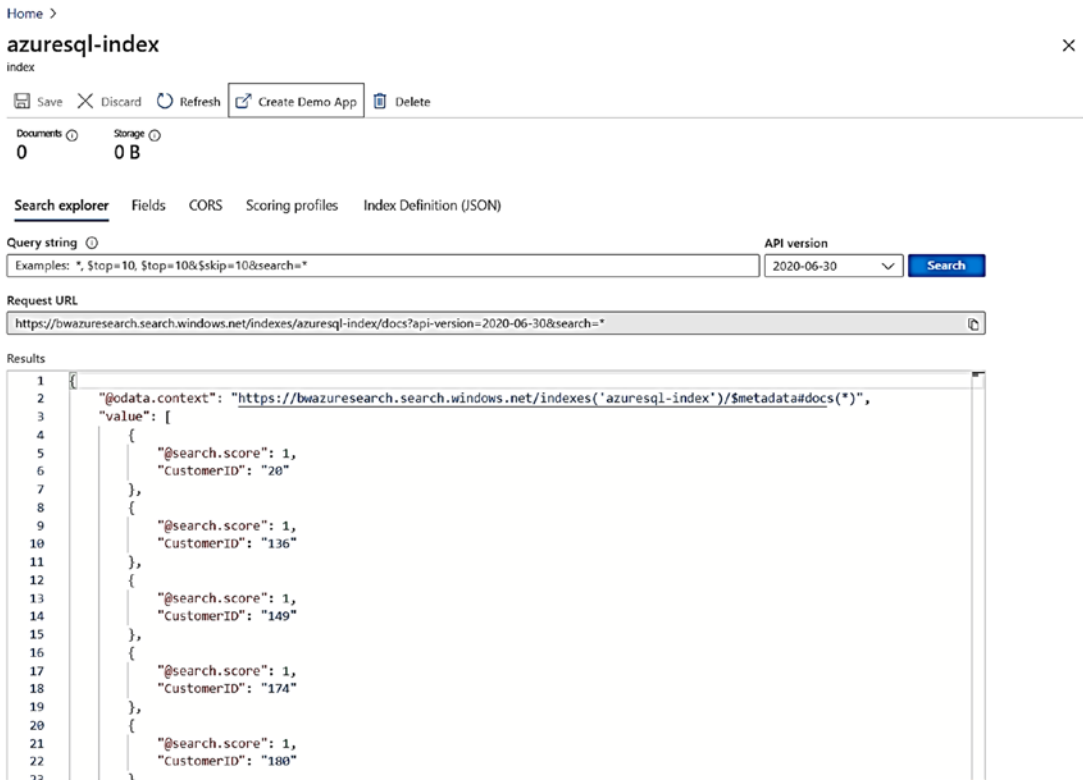 Home >
azuresql-index
index
Save Discard Refresh Create Demo App Delete
Documents Storage
0 0 B
Search explorer Fields CORS Scoring profiles Index Definition (JSON)
Query string API version
Examples: *, $top=10, $top=10&$skip=10&search=* 2020-06-30 Search
Request URL
https://bwazuresearch.search.windows.net/indexes/azuresql-index/docs?api-version=2020-06-30&search=*
Results
1 {
2 "@odata.context": "https://bwazuresearch.search.windows.net/indexes('azuresql-index')/$metadata#docs(*)",
3 "value": [
4 {
5 "@search.score": 1,
6 "CustomerID": "20"
7 },
8 {
9 "@search.score": 1,
10 "CustomerID": "136"
11 },
12 {
13 "@search.score": 1,
14 "CustomerID": "149"
15 },
16 {
17 "@search.score": 1,
18 "CustomerID": "174"
19 },
20 {
21 "@search.score": 1,
22 "CustomerID": "180"
23 }